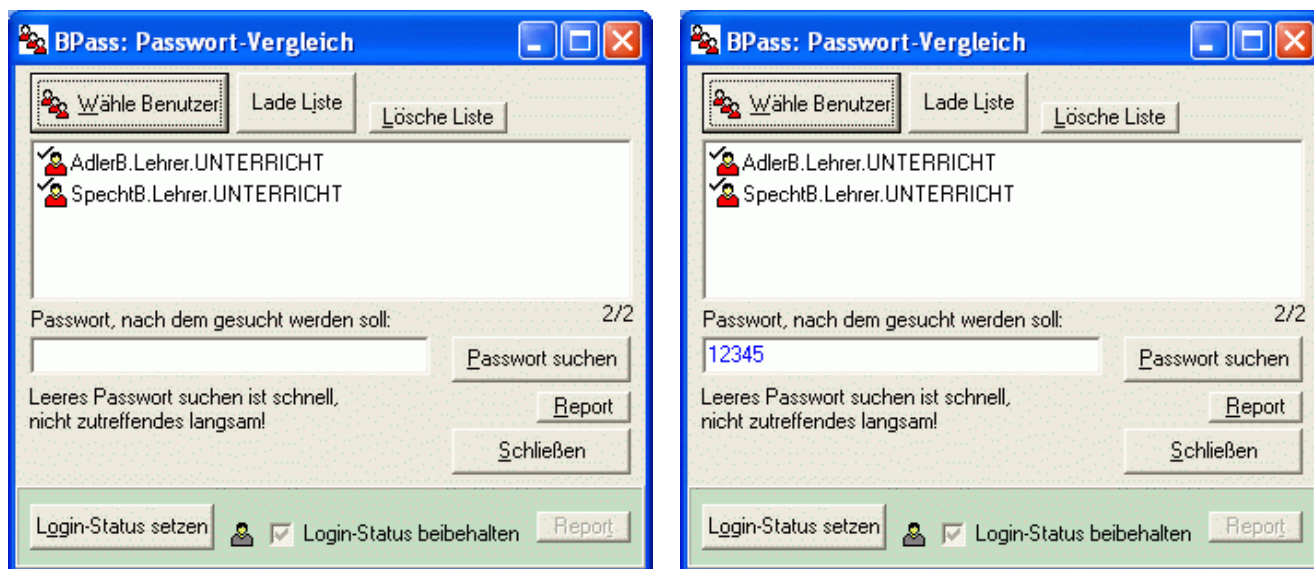 BPass: Passwort-Vergleich
Wähle Benutzer Lade Liste Lösche Liste
AdlerB.Lehrer.UNTERRICHT
SpechtB.Lehrer.UNTERRICHT
Passwort, nach dem gesucht werden soll: 2/2
Passwort suchen
Leeres Passwort suchen ist schnell,
nicht zutreffendes langsam!
Report
Schließen
Login-Status setzen Login-Status beibehalten Report
BPass: Passwort-Vergleich
Wähle Benutzer Lade Liste Lösche Liste
AdlerB.Lehrer.UNTERRICHT
SpechtB.Lehrer.UNTERRICHT
Passwort, nach dem gesucht werden soll: 2/2
12345 Passwort suchen
Leeres Passwort suchen ist schnell,
nicht zutreffendes langsam!
Report
Schließen
Login-Status setzen Login-Status beibehalten Report